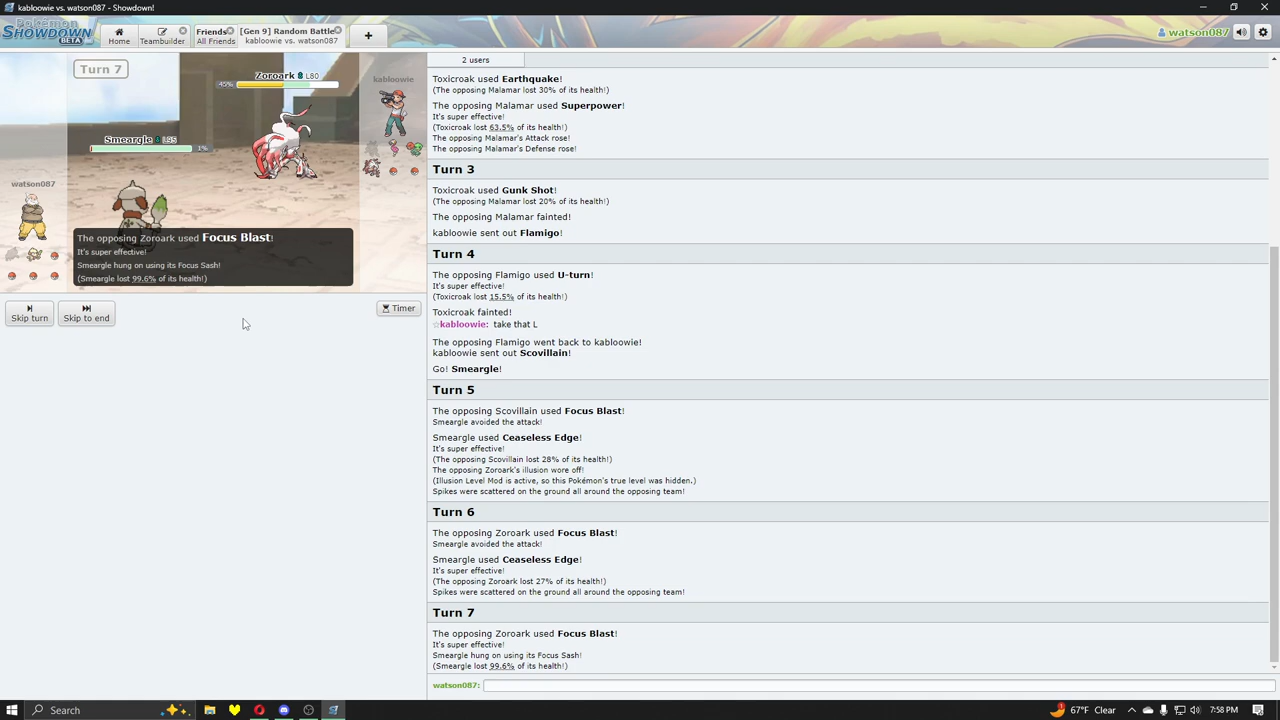 kabloowie vs. watson087 - Showdown!
Pokémon
SHOWDOWN
BETA
Home
Teambuilder
Friends
All Friends
[Gen 9] Random Battle
kabloowie vs. watson087
+
watson087
Turn 7
Zoroark L80
45%
kabloowie
Smeargle L95
1%
watson087
The opposing Zoroark used Focus Blast!
It's super effective!
Smeargle hung on using its Focus Sash!
(Smeargle lost 99.6% of its health!)
Skip turn
Skip to end
Timer
2 users
Toxicroak used Earthquake!
(The opposing Malamar lost 30% of its health!)
The opposing Malamar used Superpower!
It's super effective!
(Toxicroak lost 63.5% of its health!)
The opposing Malamar's Attack rose!
The opposing Malamar's Defense rose!
Turn 3
Toxicroak used Gunk Shot!
(The opposing Malamar lost 20% of its health!)
The opposing Malamar fainted!
kabloowie sent out Flamigo!
Turn 4
The opposing Flamigo used U-turn!
It's super effective!
(Toxicroak lost 15.5% of its health!)
Toxicroak fainted!
☆kabloowie: take that L
The opposing Flamigo went back to kabloowie!
kabloowie sent out Scovillain!
Go! Smeargle!
Turn 5
The opposing Scovillain used Focus Blast!
Smeargle avoided the attack!
Smeargle used Ceaseless Edge!
It's super effective!
(The opposing Scovillain lost 28% of its health!)
The opposing Zoroark's illusion wore off!
(Illusion Level Mod is active, so this Pokémon's true level was hidden.)
Spikes were scattered on the ground all around the opposing team!
Turn 6
The opposing Zoroark used Focus Blast!
Smeargle avoided the attack!
Smeargle used Ceaseless Edge!
It's super effective!
(The opposing Zoroark lost 27% of its health!)
Spikes were scattered on the ground all around the opposing team!
Turn 7
The opposing Zoroark used Focus Blast!
It's super effective!
Smeargle hung on using its Focus Sash!
(Smeargle lost 99.6% of its health!)
watson087:
Search
67°F Clear
7:58 PM